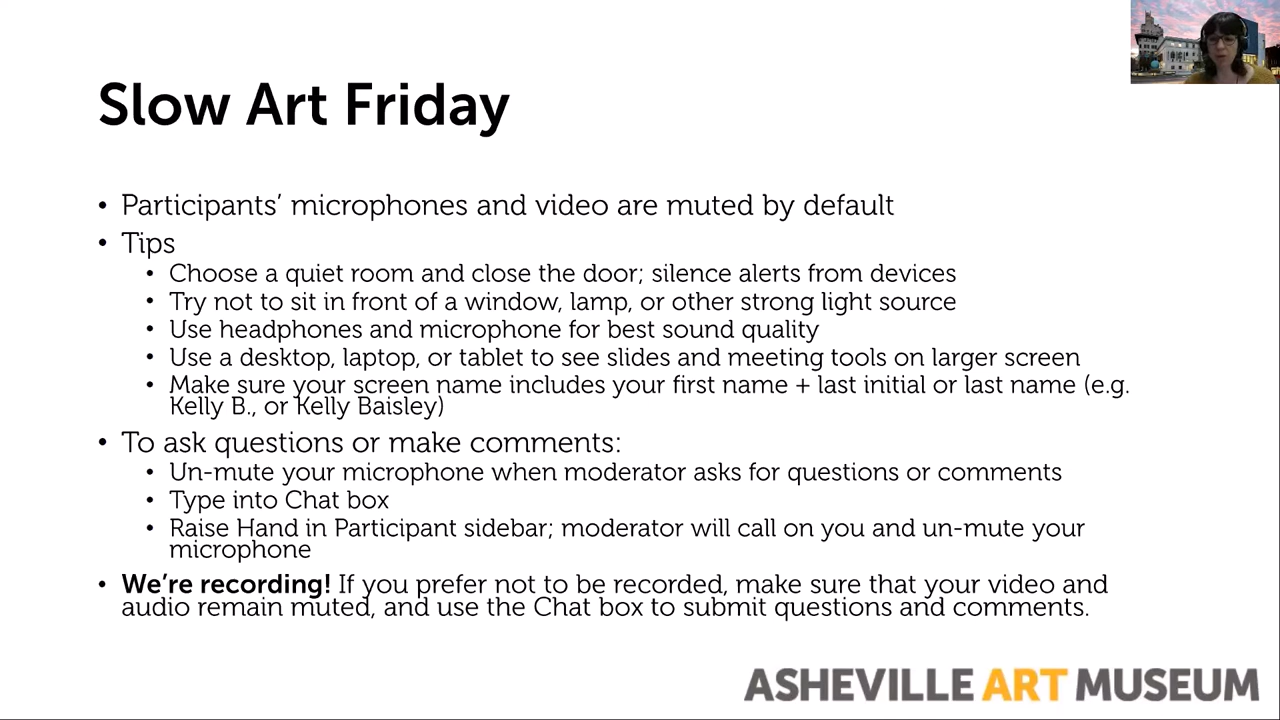 Slow Art Friday
• Participants’ microphones and video are muted by default
• Tips
• Choose a quiet room and close the door; silence alerts from devices
• Try not to sit in front of a window, lamp, or other strong light source
• Use headphones and microphone for best sound quality
• Use a desktop, laptop, or tablet to see slides and meeting tools on larger screen
• Make sure your screen name includes your first name + last initial or last name (e.g.
Kelly B., or Kelly Baisley)
• To ask questions or make comments:
• Un-mute your microphone when moderator asks for questions or comments
• Type into Chat box
• Raise Hand in Participant sidebar; moderator will call on you and un-mute your
microphone
• We’re recording! If you prefer not to be recorded, make sure that your video and
audio remain muted, and use the Chat box to submit questions and comments.
ASHEVILLE ART MUSEUM